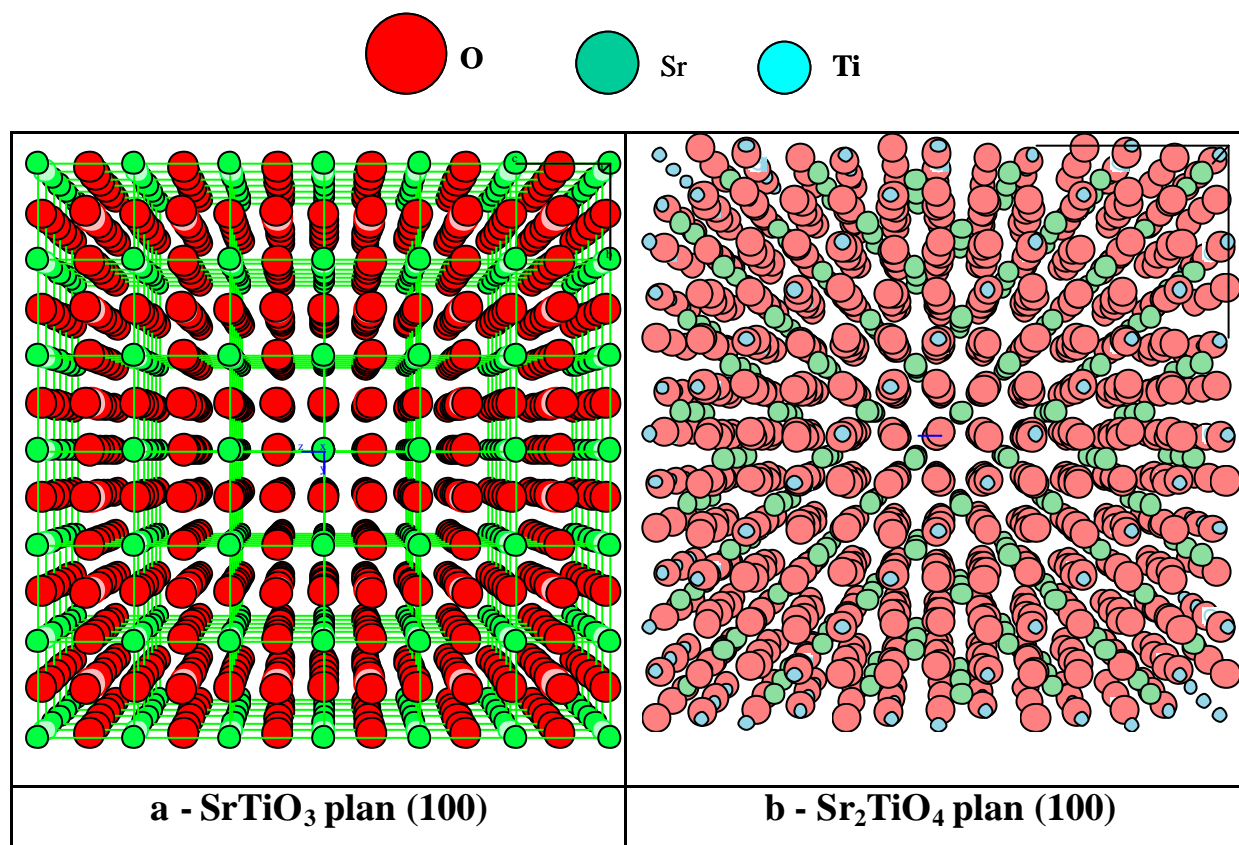 O Sr Ti
c
b
z x
y
a - SrTiO₃ plan (100)
b - Sr₂TiO₄ plan (100)